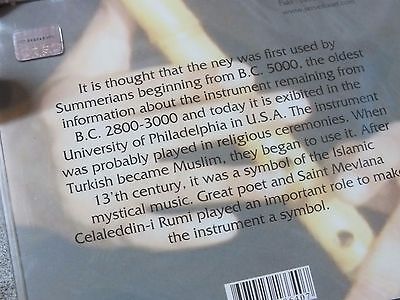 It is thought that the ney was first used by
Summerians beginning from B.C. 5000, the oldest
information about the instrument remaining from
B.C. 2800-3000 and today it is exibited in the
University of Philadelphia in U.S.A. The instrument
was probably played in religious ceremonies. When
Turkish became Muslim, they began to use it. After
13'th century, it was a symbol of the Islamic
mystical music. Great poet and Saint Mevlana
Celaleddin-i Rumi played an important role to make
the instrument a symbol.